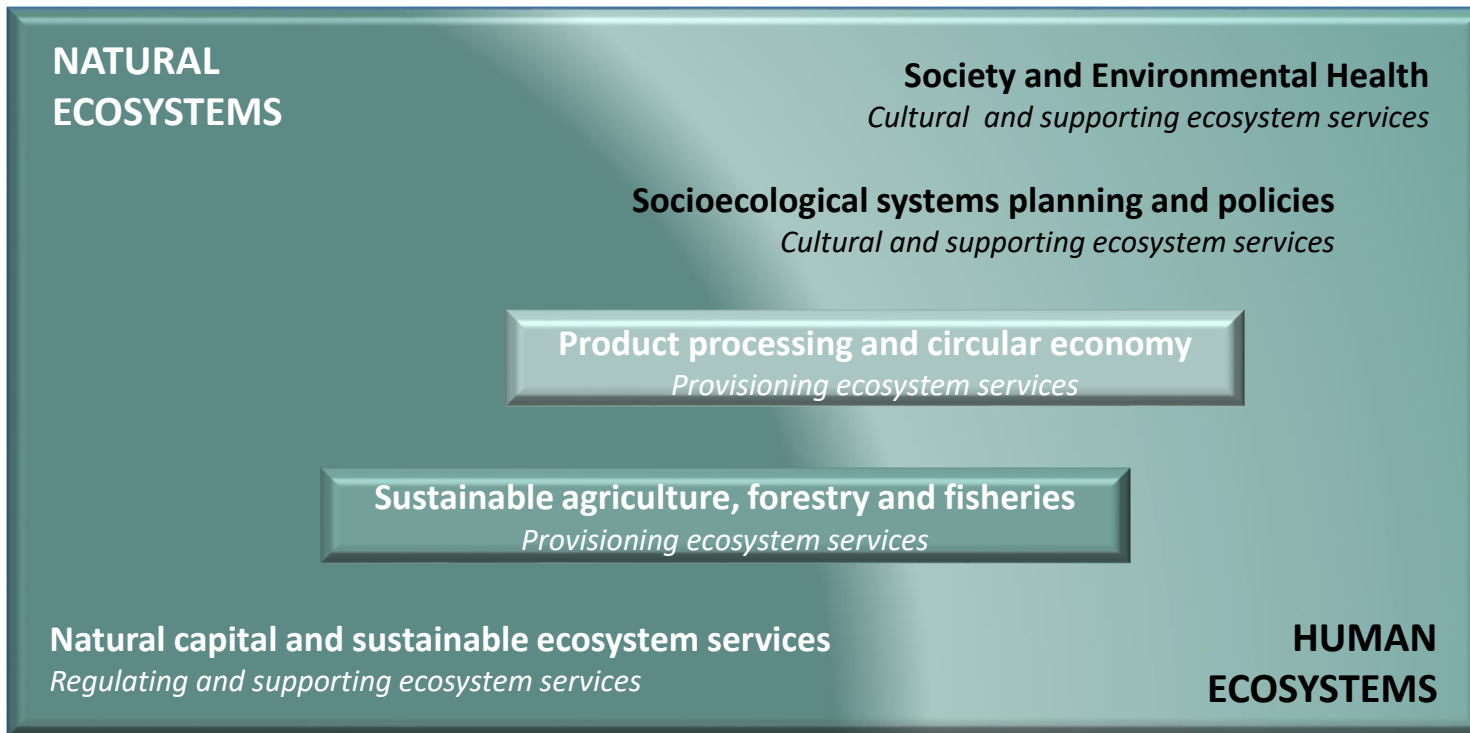 NATURAL
ECOSYSTEMS
Society and Environmental Health
Cultural and supporting ecosystem services
Socioecological systems planning and policies
Cultural and supporting ecosystem services
Product processing and circular economy
Provisioning ecosystem services
Sustainable agriculture, forestry and fisheries
Provisioning ecosystem services
Natural capital and sustainable ecosystem services
Regulating and supporting ecosystem services
HUMAN
ECOSYSTEMS